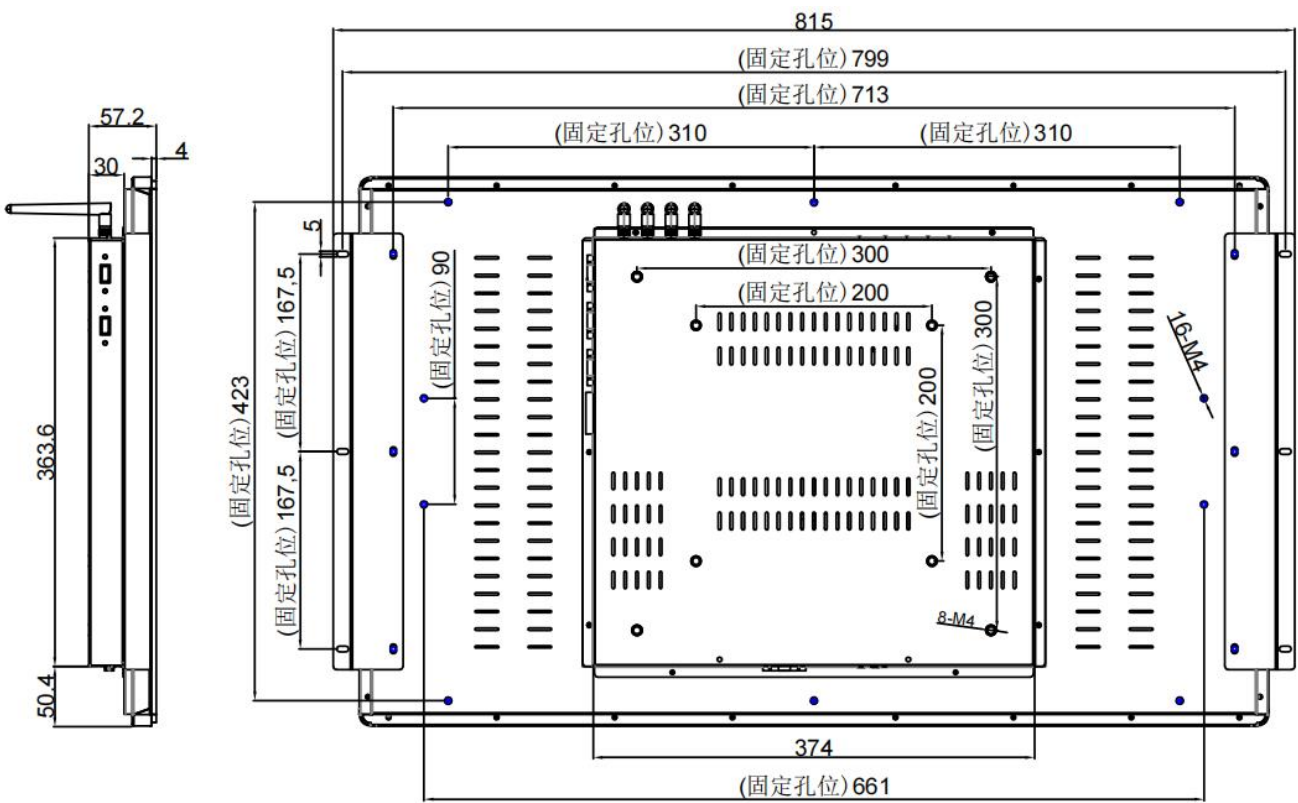 815
(固定孔位)799
(固定孔位)713
(固定孔位)310
(固定孔位)310
57.2
4
30
5
(固定孔位)167,5
(固定孔位)90
(固定孔位)300
(固定孔位)200
(固定孔位)300
(固定孔位)200
16-M4
(固定孔位)423
363.6
(固定孔位)167,5
8-M4
50.4
374
(固定孔位)661